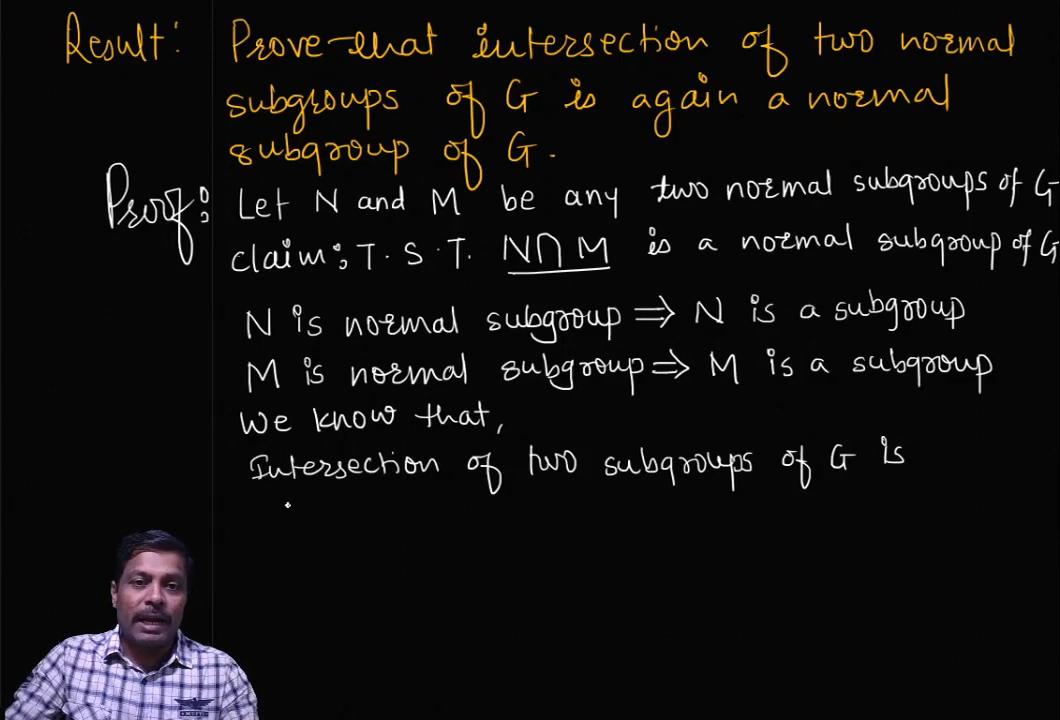 Result: Prove that intersection of two normal
subgroups of G is again a normal
subgroup of G.
Proof: Let N and M be any two normal subgroups of G
claim: T.S.T. N∩M is a normal subgroup of G
N is normal subgroup ⇒ N is a subgroup
M is normal subgroup ⇒ M is a subgroup
We know that,
Intersection of two subgroups of G is